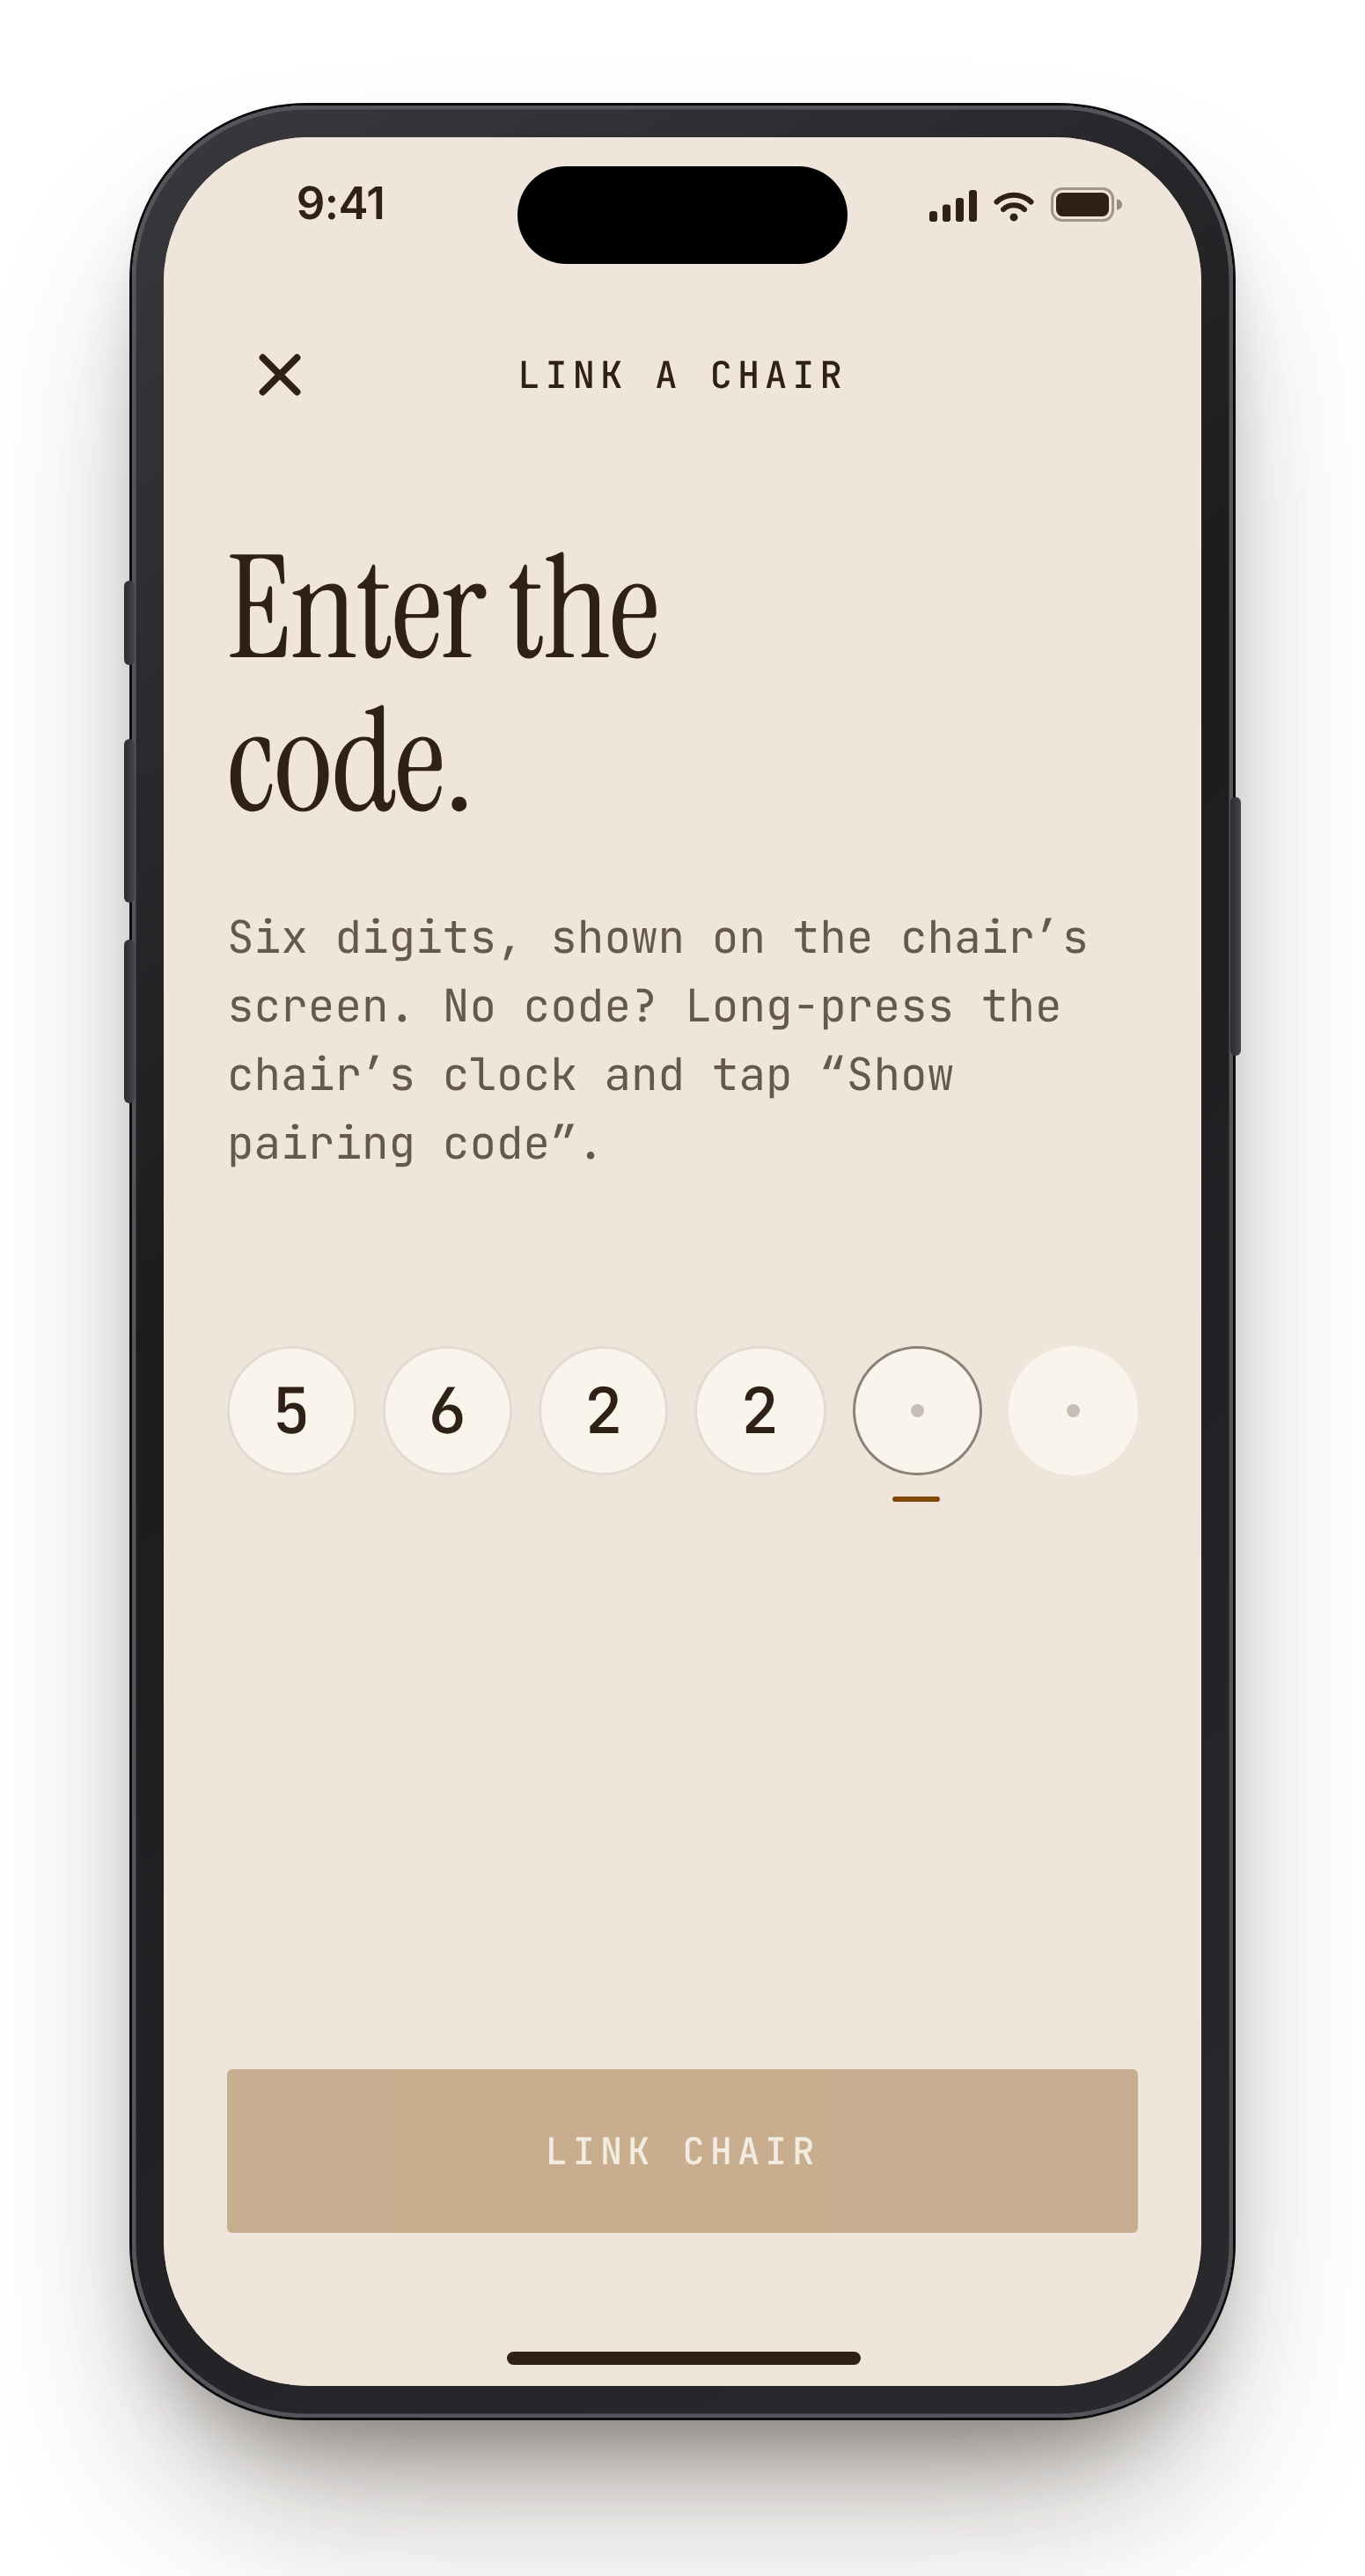 9:41
LINK A CHAIR
Enter the
code.
Six digits, shown on the chair’s
screen. No code? Long-press the
chair’s clock and tap “Show
pairing code”.
5 6 2 2
LINK CHAIR